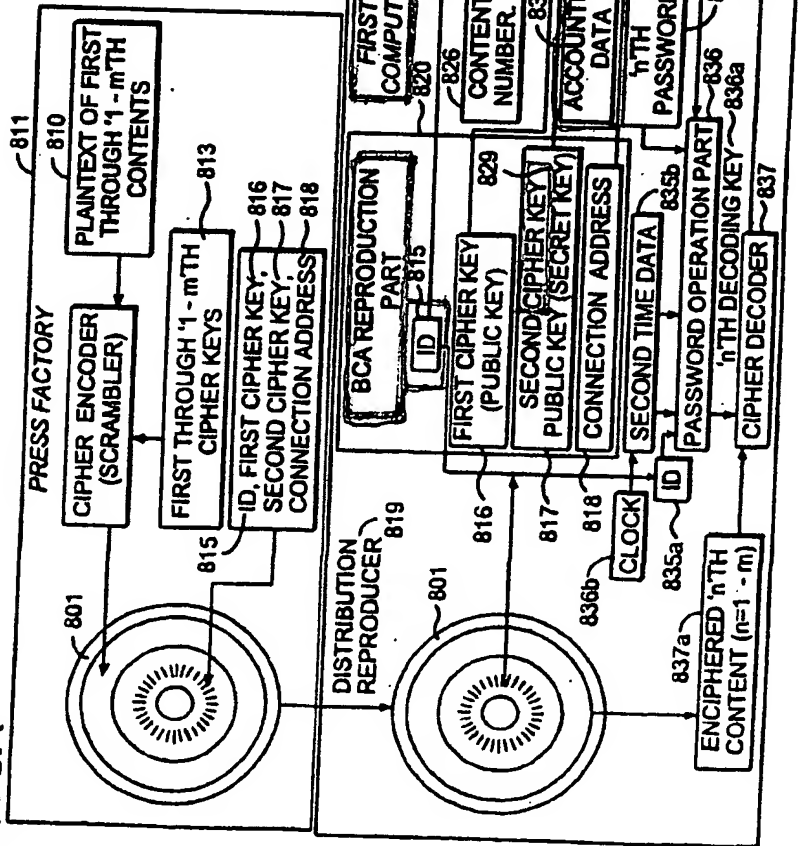 811
PRESS FACTORY
PLAINTEXT OF FIRST
THROUGH '1 - m'TH
CONTENTS
810
CIPHER ENCODER
(SCRAMBLER)
FIRST THROUGH '1 - m'TH
CIPHER KEYS
813
ID, FIRST CIPHER KEY,
SECOND CIPHER KEY,
CONNECTION ADDRESS
815
816
817
818
801
DISTRIBUTION
REPRODUCER
819
801
820
BCA REPRODUCTION
PART
815
ID
FIRST CIPHER KEY
(PUBLIC KEY)
816
829
SECOND CIPHER KEY
PUBLIC KEY (SECRET KEY)
817
CONNECTION ADDRESS
818
FIRST
826
CONTENT
NUMBER.
DATA
'n'TH
PASSWORD
CLOCK
836b
SECOND TIME DATA
835b
ID
835a
PASSWORD OPERATION PART
836
'n'TH DECODING KEY
836a
CIPHER DECODER
837
837a
ENCIPHERED 'n'TH
CONTENT (n=1 - m)